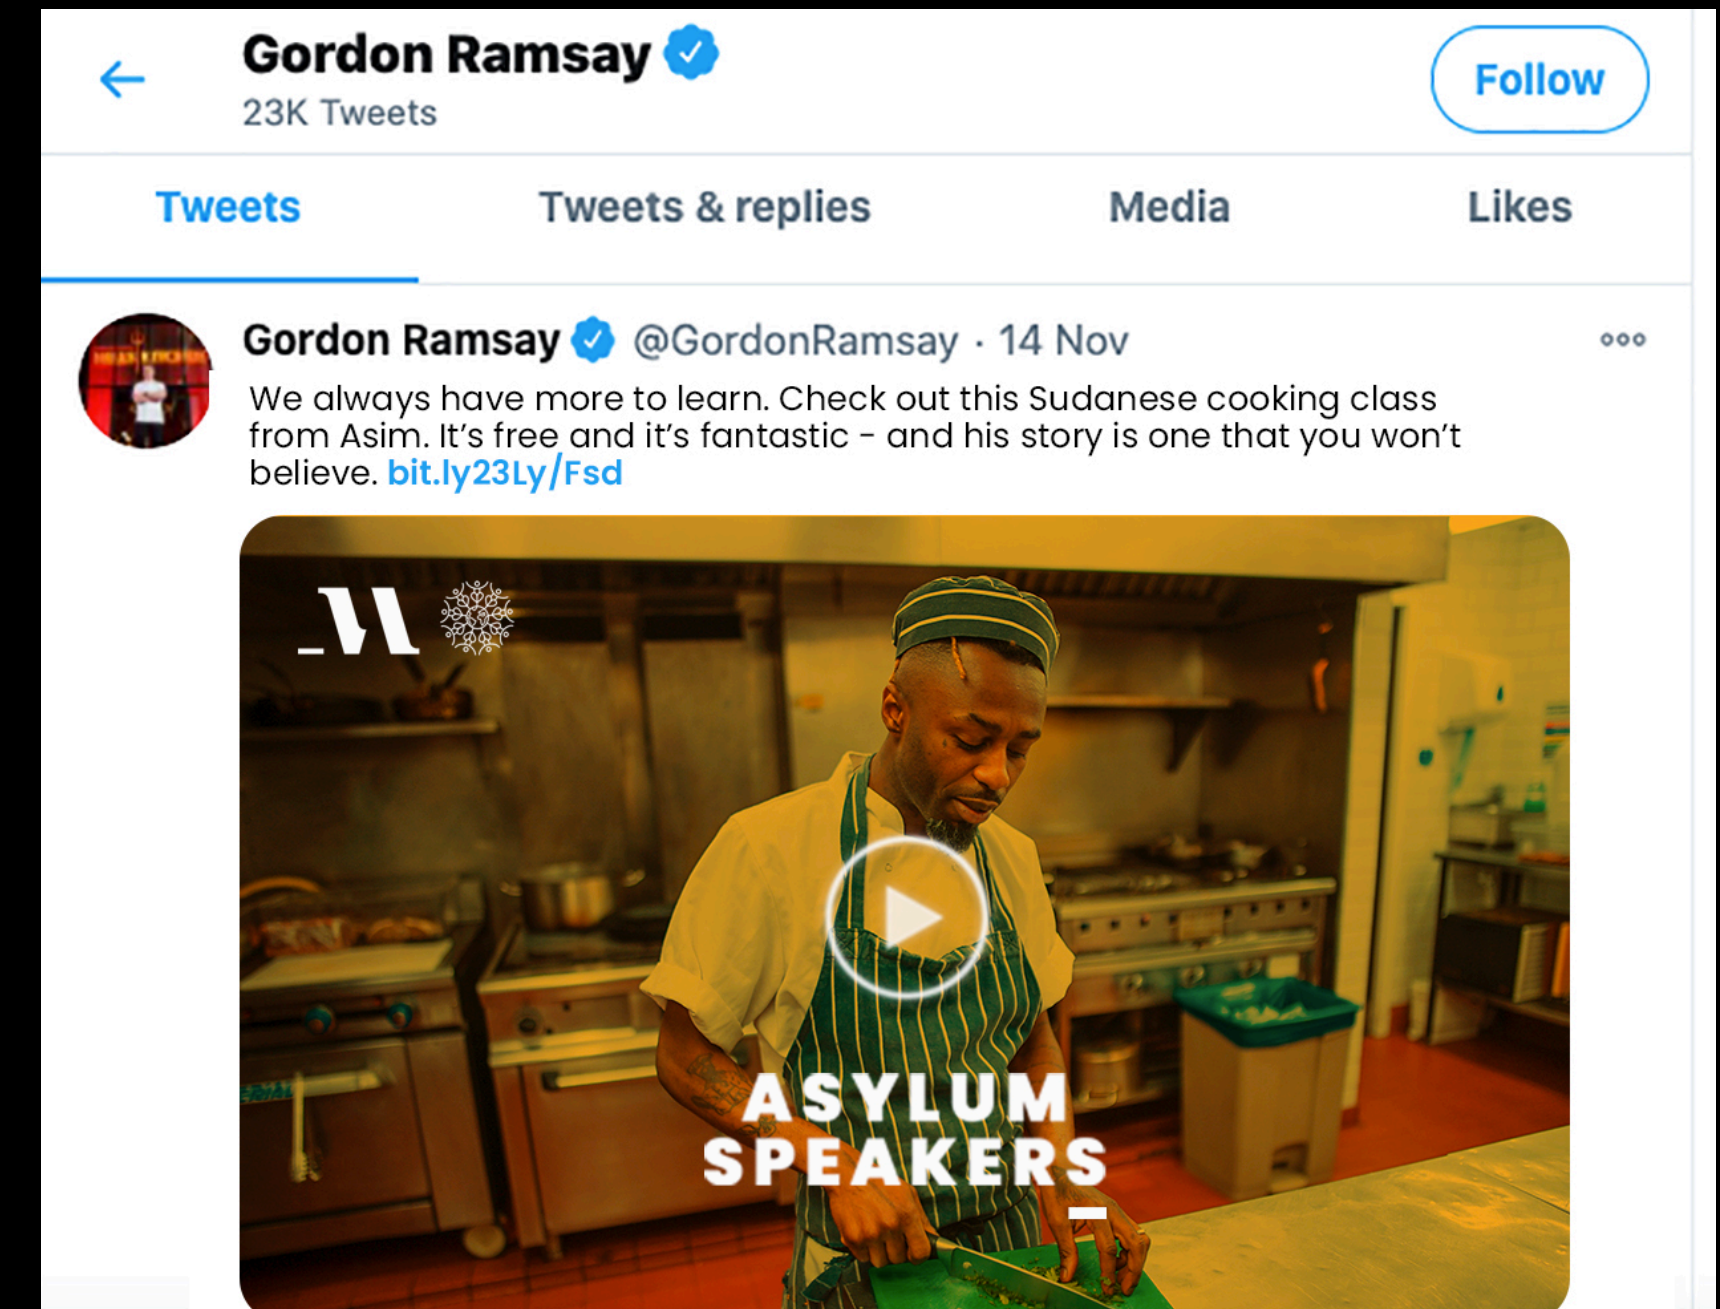 Gordon Ramsay
23K Tweets
Follow
Tweets
Tweets & replies
Media
Likes
Gordon Ramsay @GordonRamsay · 14 Nov
We always have more to learn. Check out this Sudanese cooking class
from Asim. It’s free and it’s fantastic - and his story is one that you won’t
believe. bit.ly23Ly/Fsd
ASYLUM
SPEAKERS